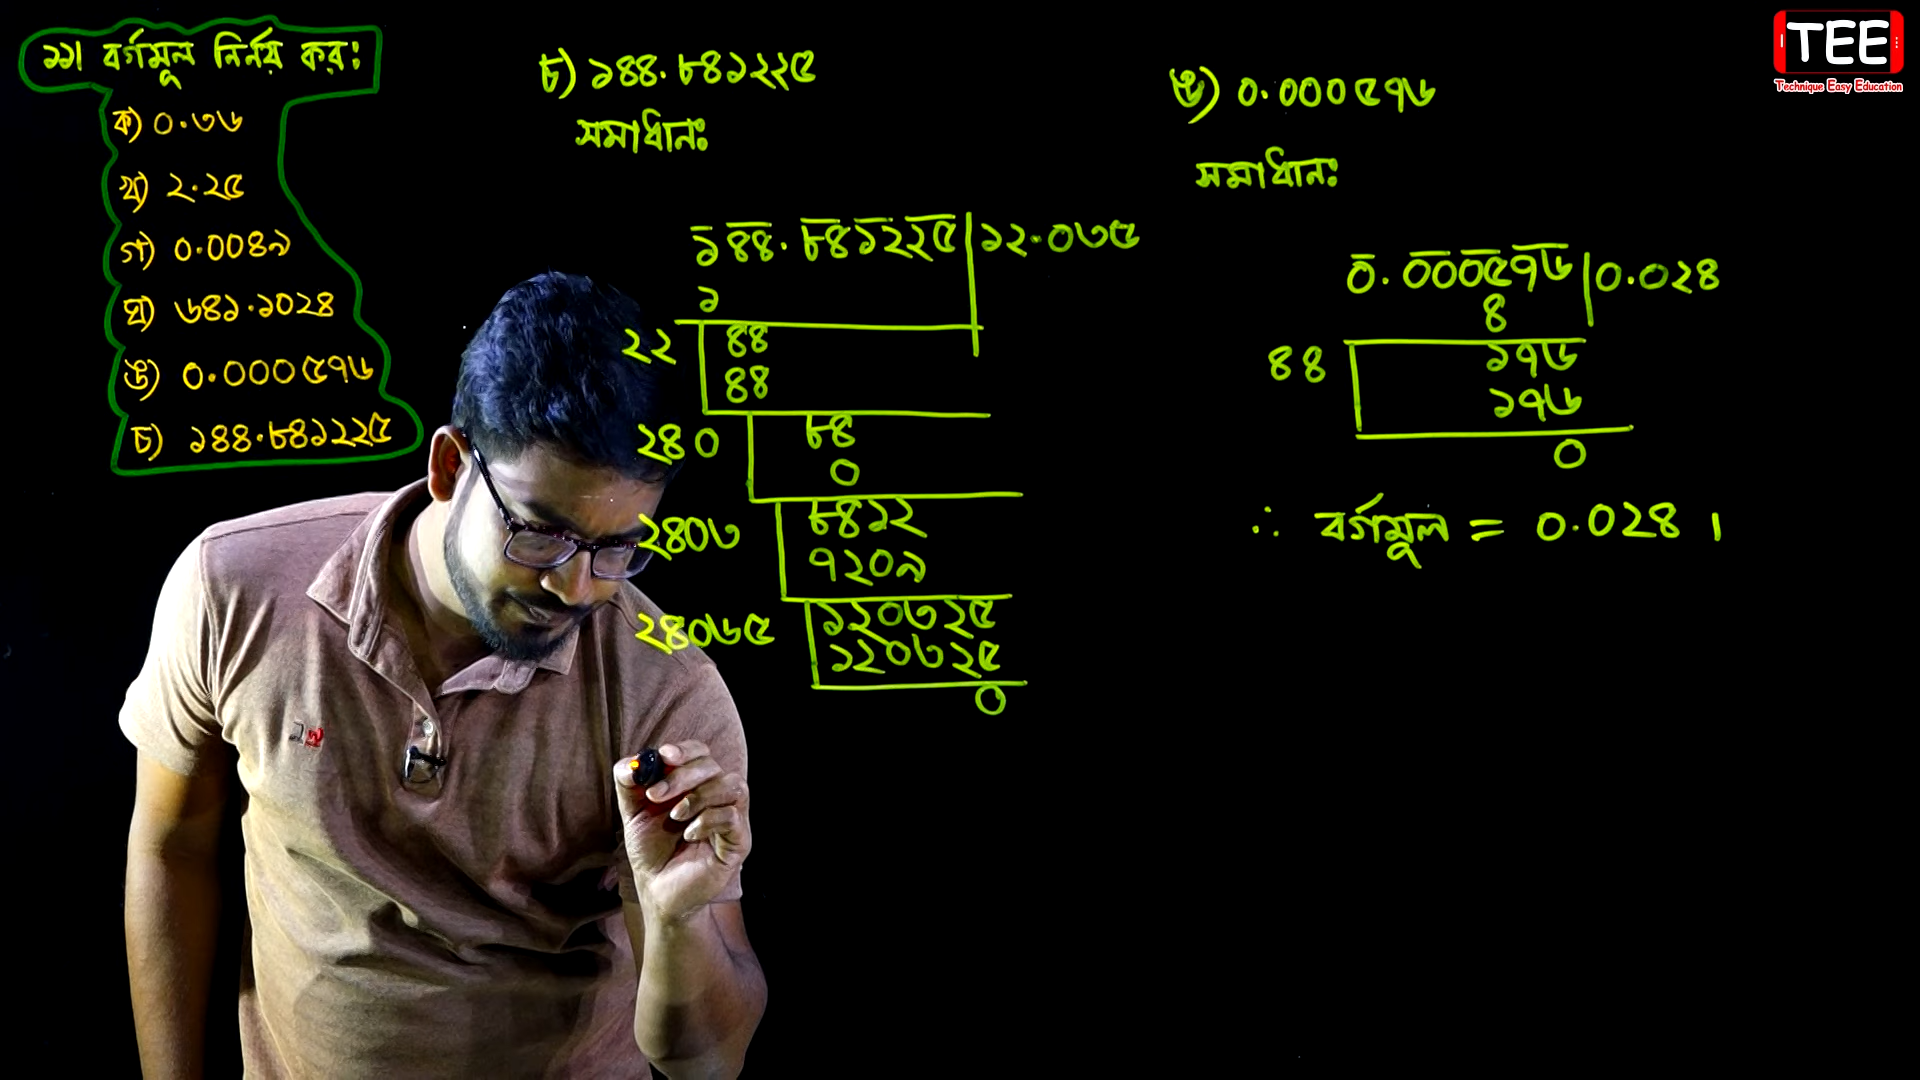 ১১। বর্গমূল নির্নয় কর:
ক) ০.৩৬
খ) ২.২৫
গ) ০.০০৪৯
ঘ) ৬৪১.১০২৪
ঙ) ০.০০০৫৭৬
চ) ১৪৪.৮৪১২২৫
চ) ১৪৪.৮৪১২২৫
সমাধানঃ
১৪৪.৮৪১২২৫ ১২.০৩৫
১
২২ ৪৪
৪৪
২৪০ ৮৪
০
২৪০৩ ৮৪১২
৭২০৯
২৪০৬৫ ১২০৩২৫
১২০৩২৫
০
ঙ) ০.০০০৫৭৬
সমাধানঃ
০.০০০৫৭৬ ০.০২৪
৪
৪৪ ১৭৬
১৭৬
০
∴ বর্গমূল = ০.০২৪।
TEE
Technique Easy Education